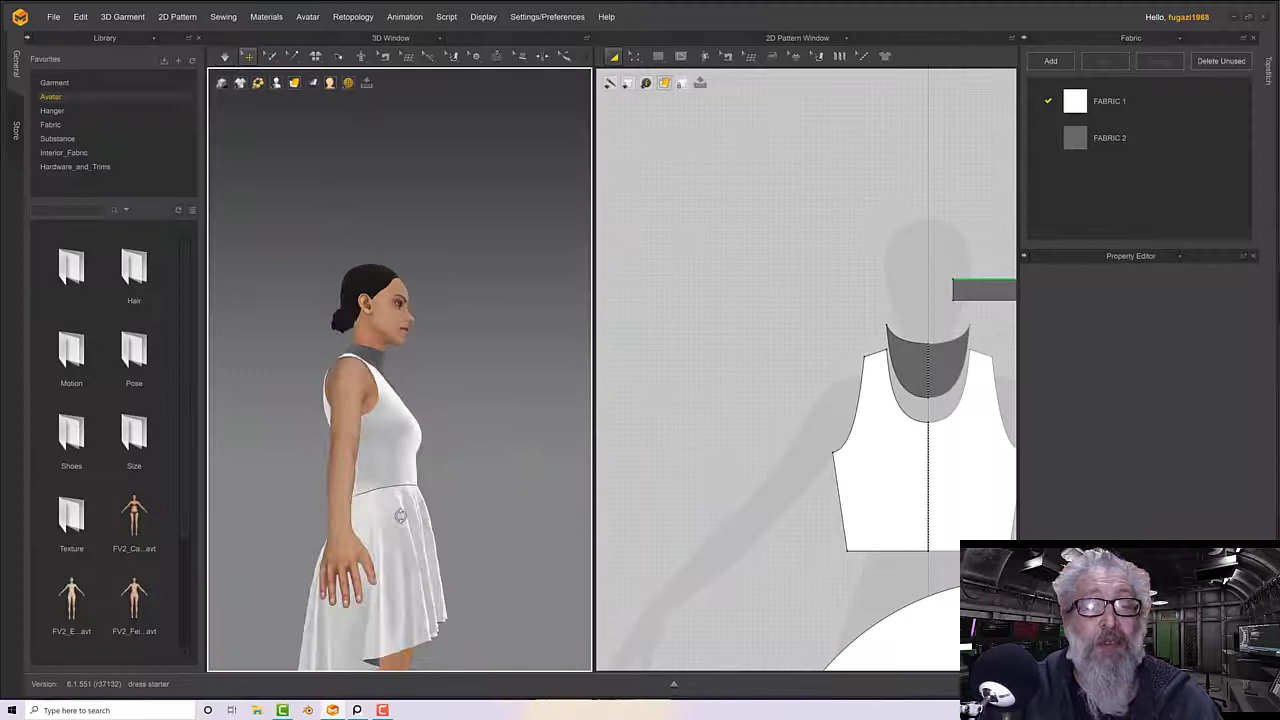 File Edit 3D Garment 2D Pattern Sewing Materials Avatar Retopology Animation Script Display Settings/Preferences Help
Hello, fugazi1968
Library
3D Window
2D Pattern Window
Fabric
General
Store
Topstitch
Favorites
Garment
Avatar
Hanger
Fabric
Substance
Interior_Fabric
Hardware_and_Trims
Add
Delete Unused
FABRIC 1
FABRIC 2
Property Editor
Hair
Motion
Pose
Shoes
Size
Texture
FV2_Ca...avt
FV2_E...avt
FV2_Fei...avt
Version: 6.1.551 (r37132) dress starter
Type here to search